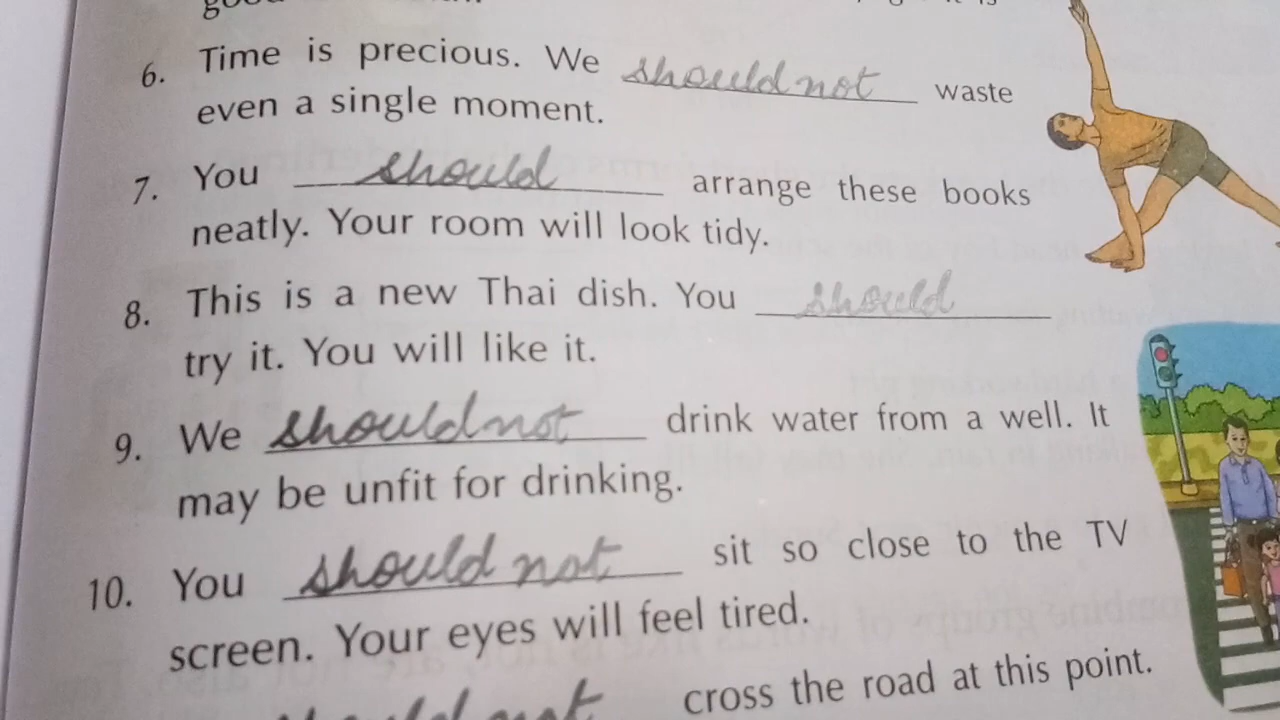 good
6. Time is precious. We should not waste
even a single moment.
7. You should arrange these books
neatly. Your room will look tidy.
8. This is a new Thai dish. You should
try it. You will like it.
9. We should not drink water from a well. It
may be unfit for drinking.
10. You should not sit so close to the TV
screen. Your eyes will feel tired.
should not cross the road at this point.